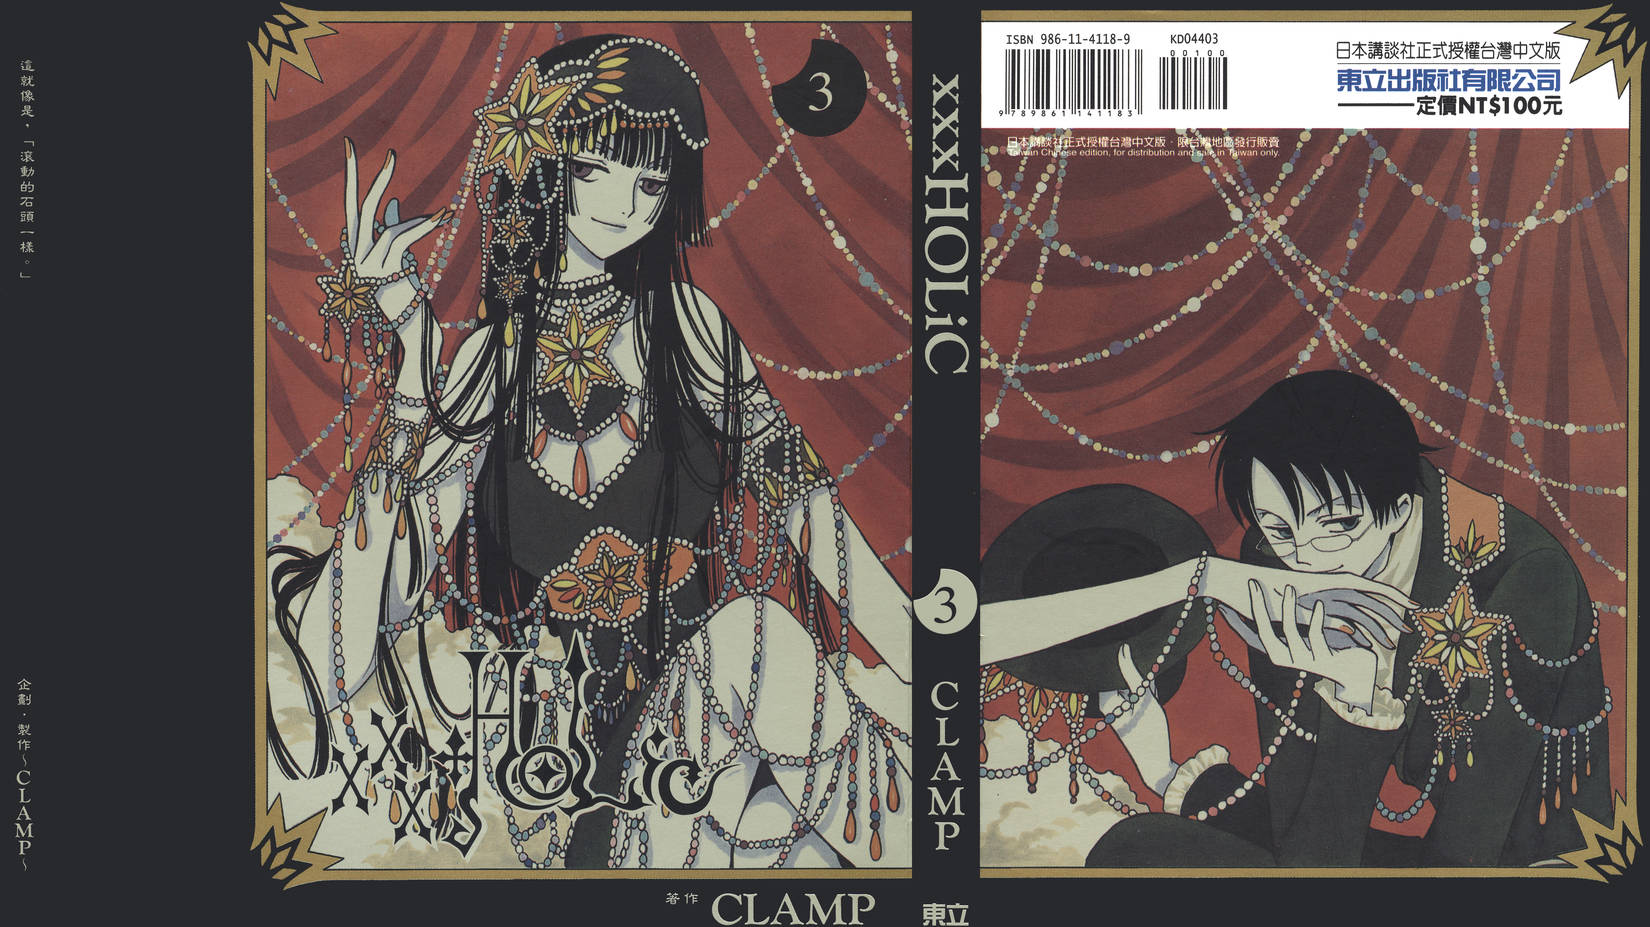 這就像是，「滾動的石頭一樣。」
企劃·製作～CLAMP～
3
xxxHOLiC
著作 CLAMP
xxxHOLiC
3
CLAMP
東立
ISBN 986-11-4118-9
9789861141183
KD04403
00100
日本講談社正式授權台灣中文版
東立出版社有限公司
定價NT$100元
日本講談社正式授權台灣中文版·限台灣地區發行販賣
Taiwan Chinese edition, for distribution and sale in Taiwan only.